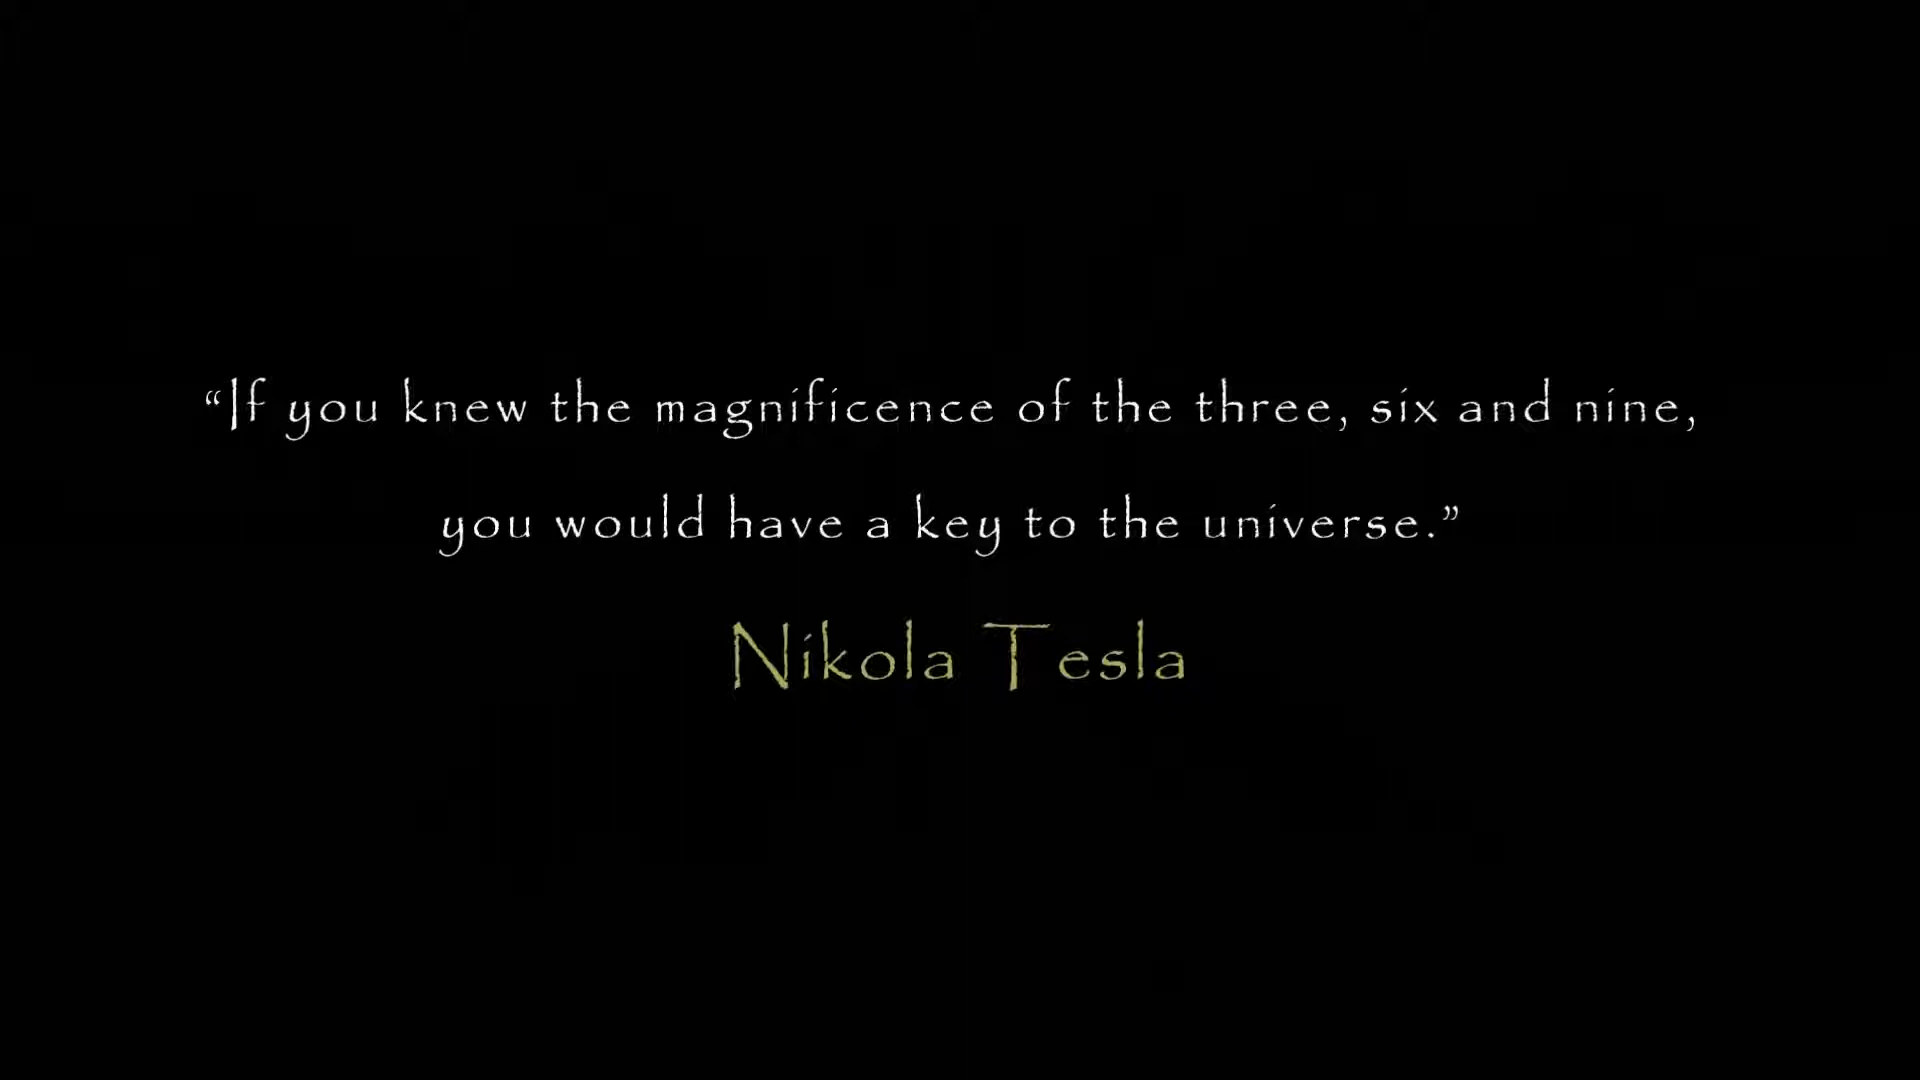 “If you knew the magnificence of the three, six and nine,
you would have a key to the universe.”
Nikola Tesla